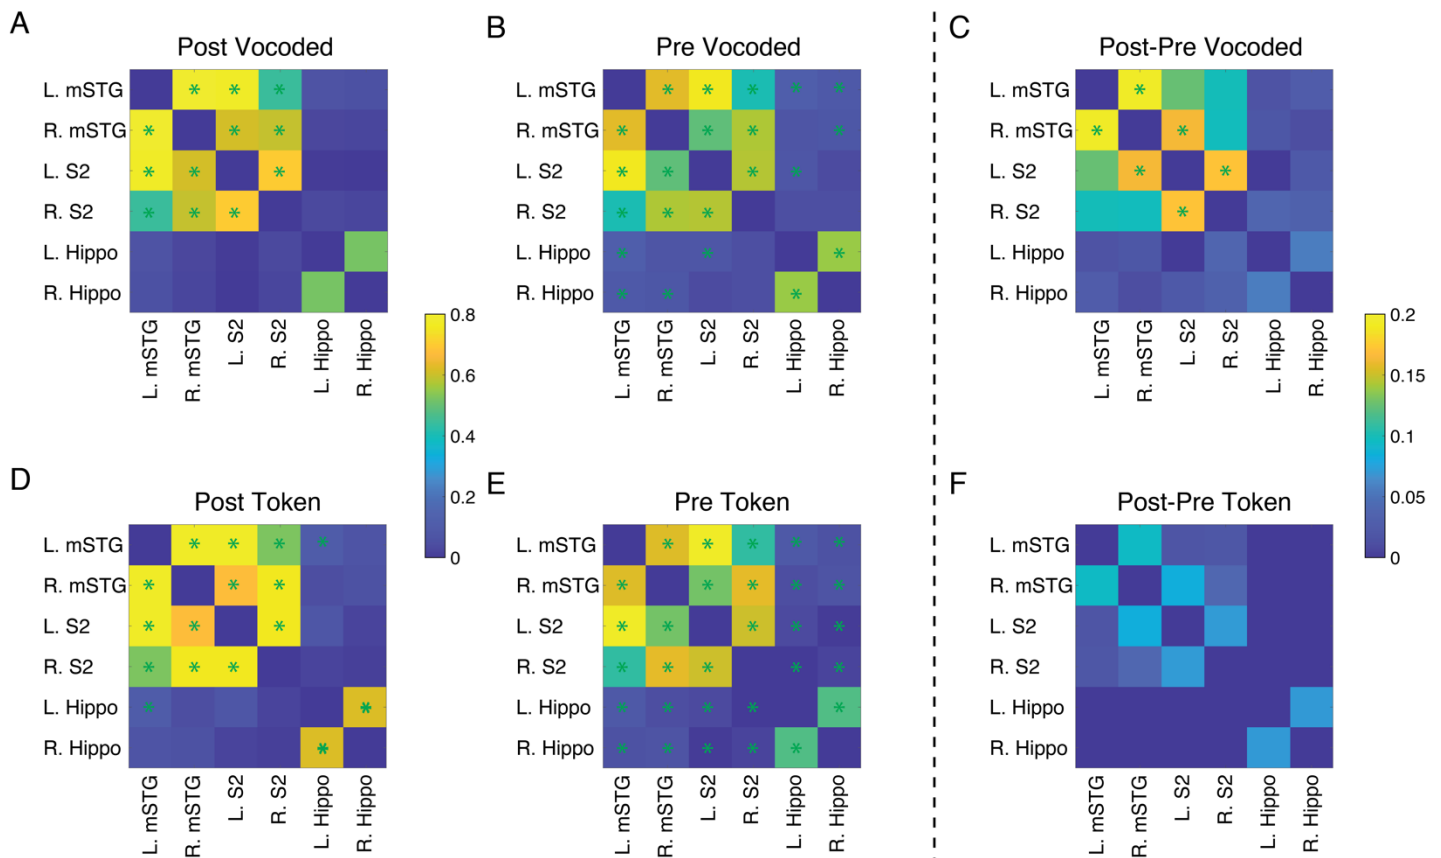 A
Post Vocoded
L. mSTG
R. mSTG
L. S2
R. S2
L. Hippo
R. Hippo
L. mSTG
R. mSTG
L. S2
R. S2
L. Hippo
R. Hippo
B
Pre Vocoded
L. mSTG
R. mSTG
L. S2
R. S2
L. Hippo
R. Hippo
L. mSTG
R. mSTG
L. S2
R. S2
L. Hippo
R. Hippo
0.8
0.6
0.4
0.2
0
C
Post-Pre Vocoded
L. mSTG
R. mSTG
L. S2
R. S2
L. Hippo
R. Hippo
L. mSTG
R. mSTG
L. S2
R. S2
L. Hippo
R. Hippo
0.2
0.15
0.1
0.05
0
D
Post Token
L. mSTG
R. mSTG
L. S2
R. S2
L. Hippo
R. Hippo
L. mSTG
R. mSTG
L. S2
R. S2
L. Hippo
R. Hippo
E
Pre Token
L. mSTG
R. mSTG
L. S2
R. S2
L. Hippo
R. Hippo
L. mSTG
R. mSTG
L. S2
R. S2
L. Hippo
R. Hippo
F
Post-Pre Token
L. mSTG
R. mSTG
L. S2
R. S2
L. Hippo
R. Hippo
L. mSTG
R. mSTG
L. S2
R. S2
L. Hippo
R. Hippo